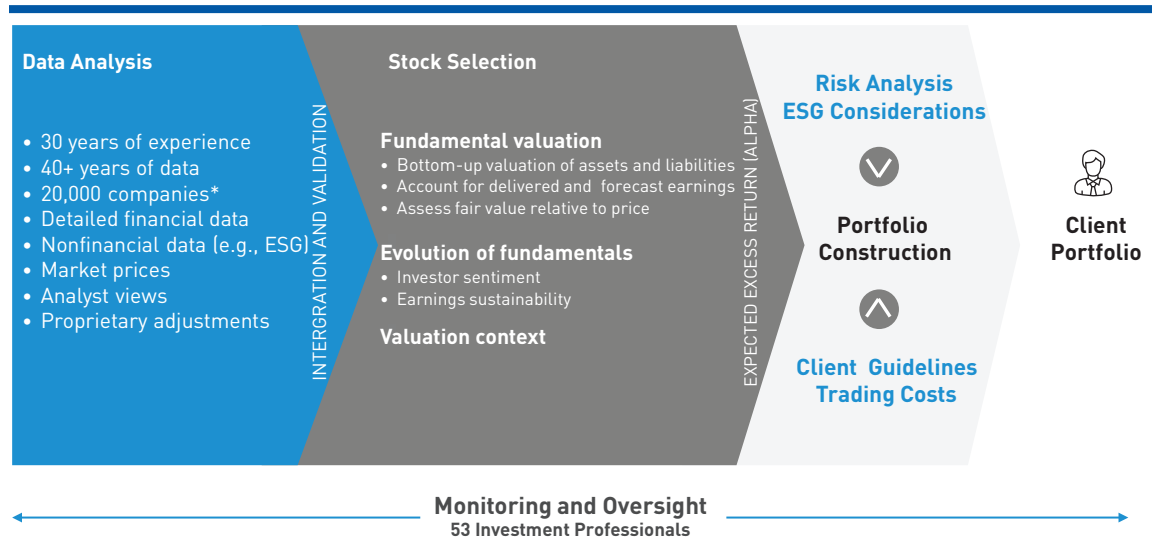 Data Analysis
• 30 years of experience
• 40+ years of data
• 20,000 companies*
• Detailed financial data
• Nonfinancial data (e.g., ESG)
• Market prices
• Analyst views
• Proprietary adjustments
INTERGRATION AND VALIDATION
Stock Selection
Fundamental valuation
• Bottom-up valuation of assets and liabilities
• Account for delivered and forecast earnings
• Assess fair value relative to price
Evolution of fundamentals
• Investor sentiment
• Earnings sustainability
Valuation context
EXPECTED EXCESS RETURN (ALPHA)
Risk Analysis
ESG Considerations
Portfolio
Construction
Client Guidelines
Trading Costs
Client
Portfolio
Monitoring and Oversight
53 Investment Professionals